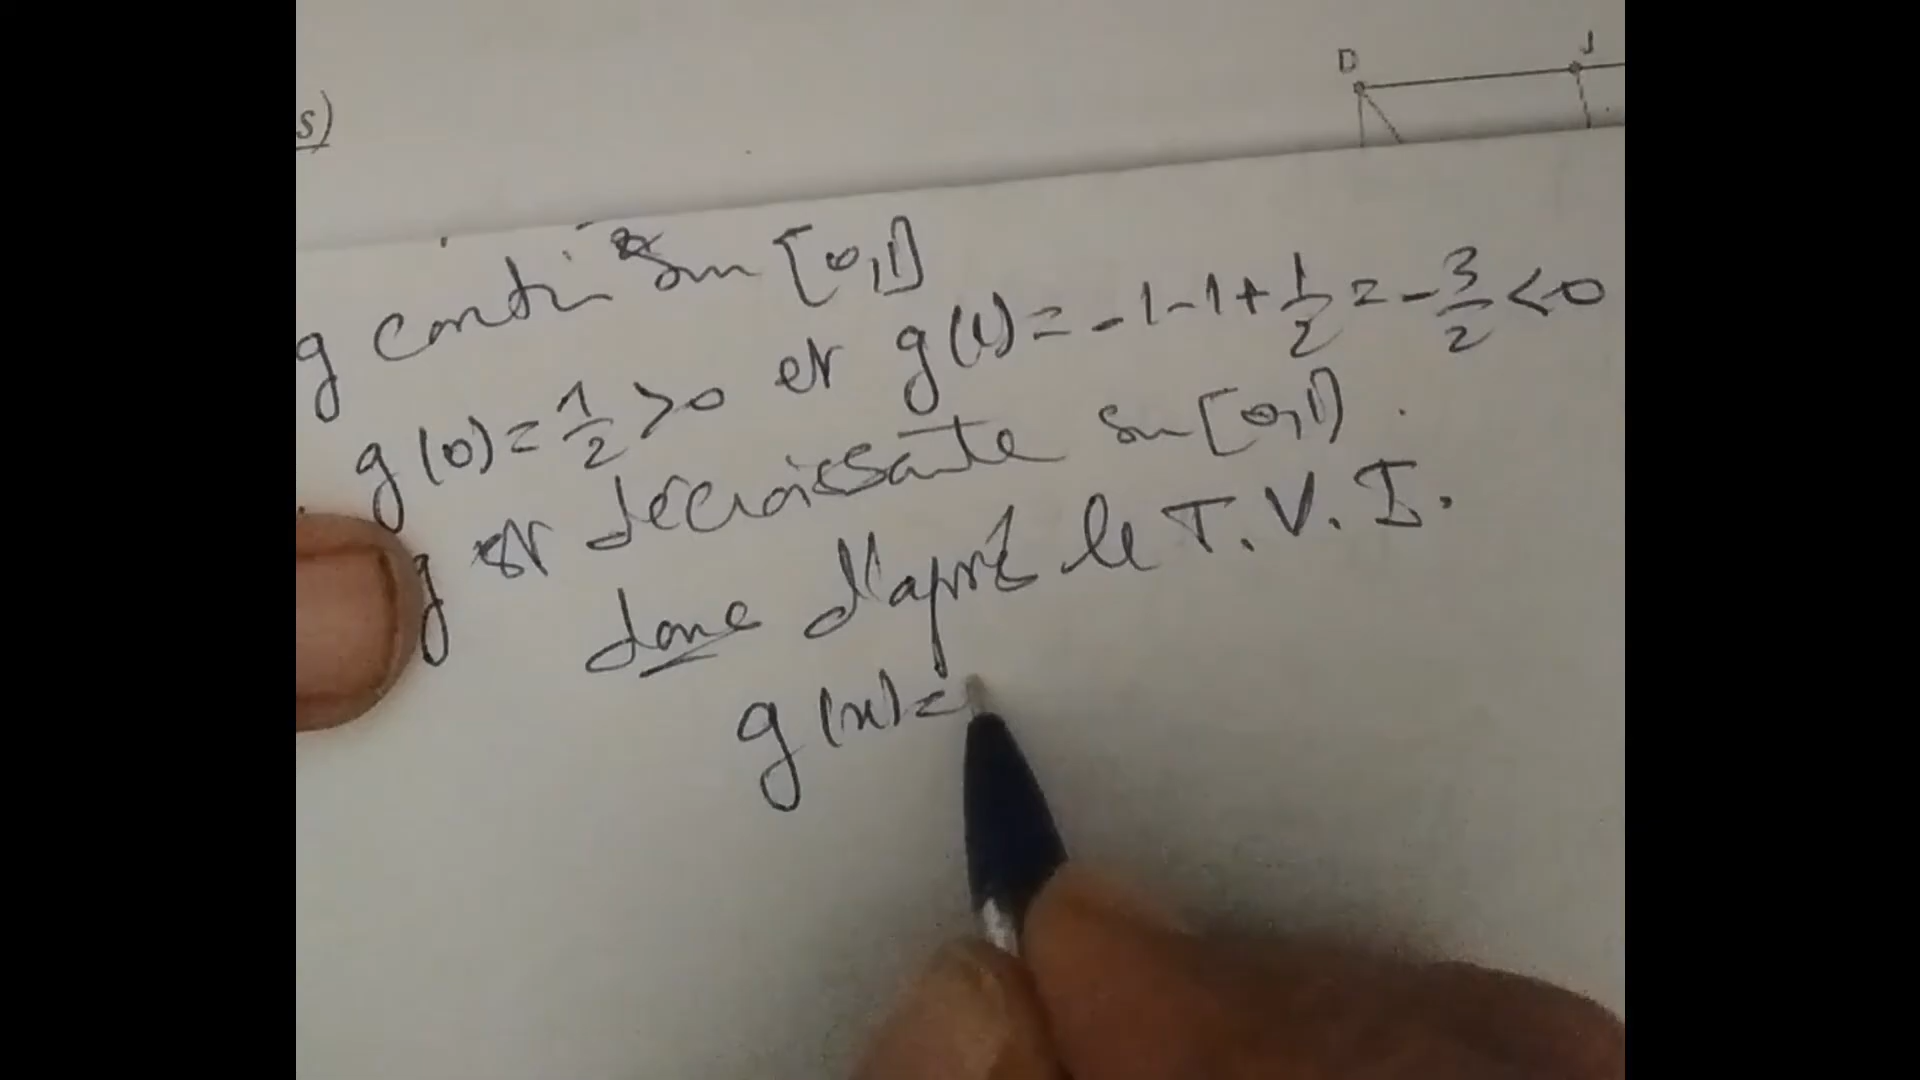 s)
D
J
g conti sur [0,1]
g(0) = 1/2 > 0 et g(1) = -1-1+1/2 = -3/2 < 0
g est décroissante sur [0,1].
donc d'après le T.V.I.
g(x) =